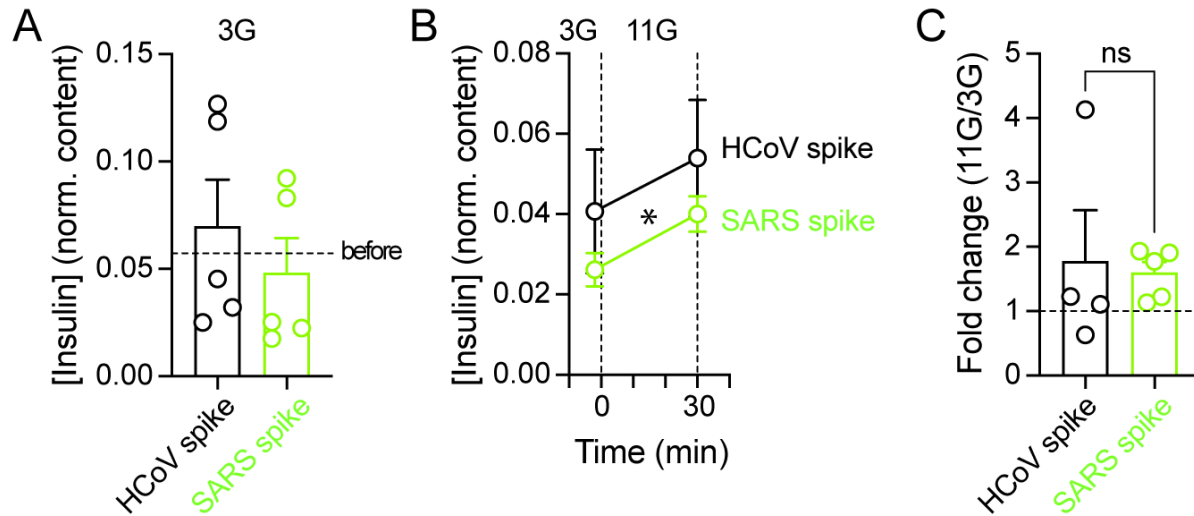 A
3G
[Insulin] (norm. content)
0.15
0.10
0.05
0.00
before
HCoV spike
SARS spike
B
3G 11G
[Insulin] (norm. content)
0.08
0.06
0.04
0.02
0.00
HCoV spike
*
SARS spike
0 30
Time (min)
C
ns
Fold change (11G/3G)
5
4
3
2
1
0
HCoV spike
SARS spike